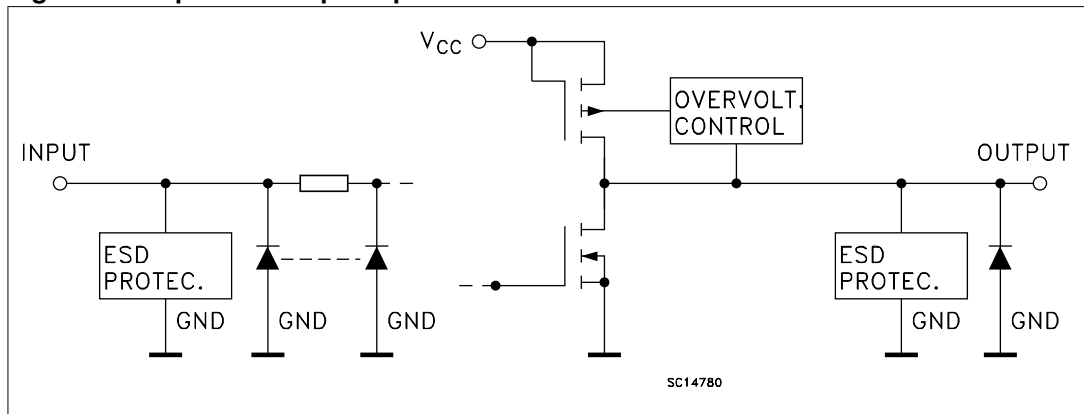 V_CC
OVERVOLT.
CONTROL
INPUT
OUTPUT
ESD
PROTEC.
GND
GND
GND
ESD
PROTEC.
GND
GND
SC14780